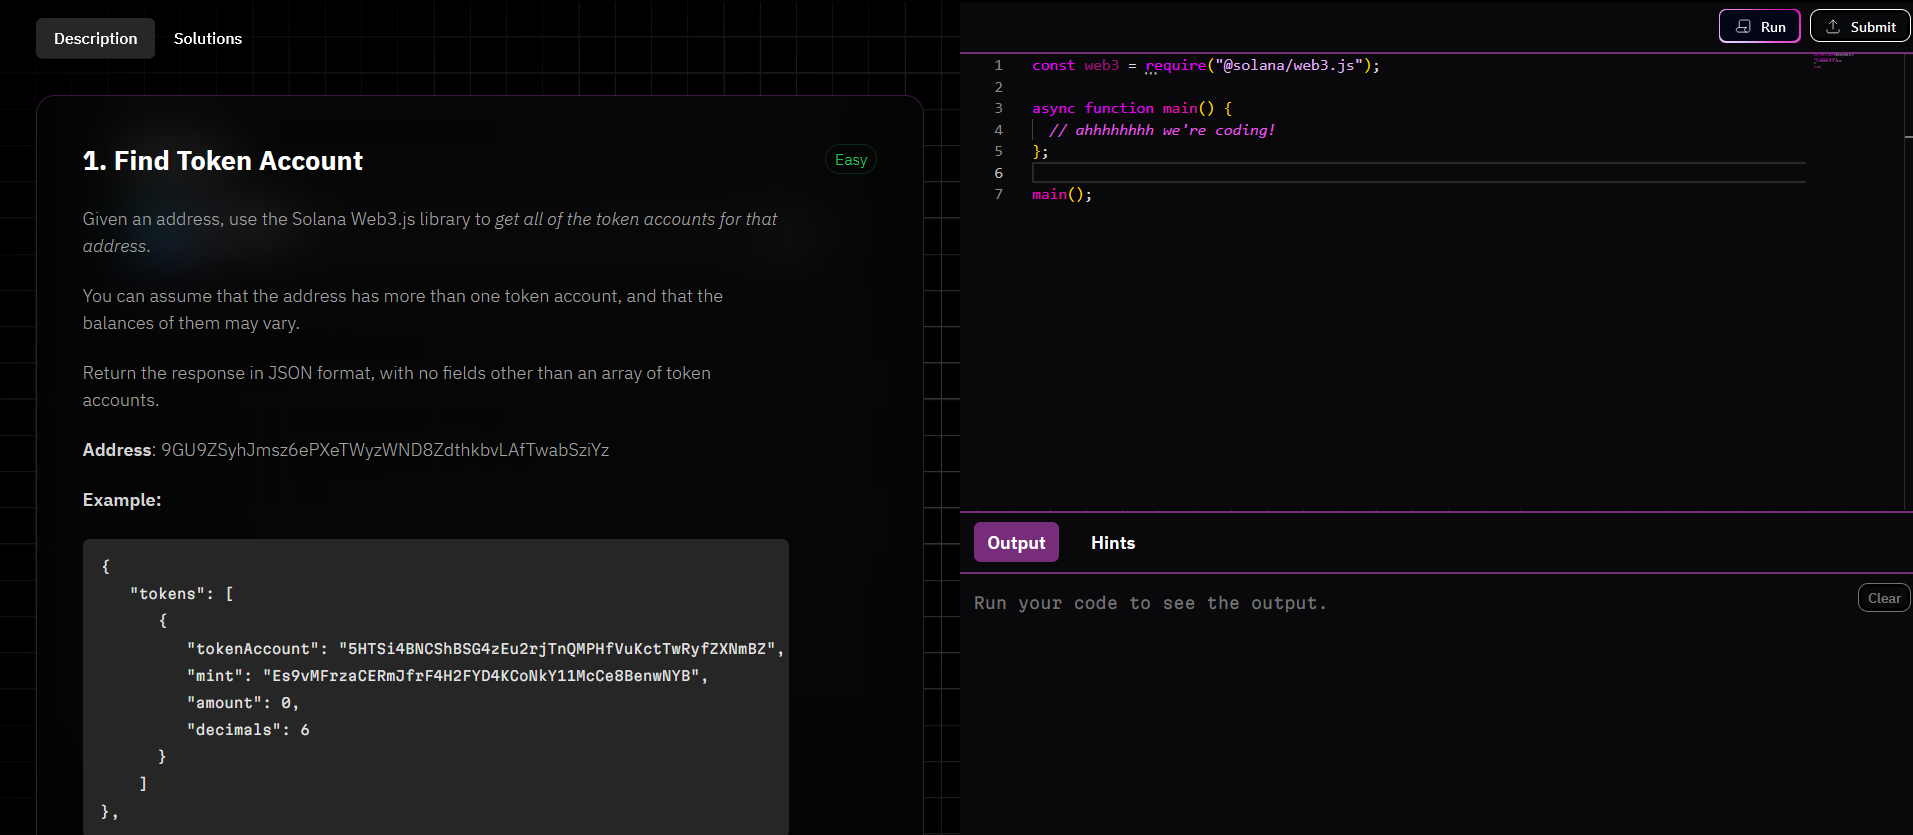 Description
Solutions
1. Find Token Account
Easy
Given an address, use the Solana Web3.js library to get all of the token accounts for that
address.
You can assume that the address has more than one token account, and that the
balances of them may vary.
Return the response in JSON format, with no fields other than an array of token
accounts.
Address: 9GU9ZSyhJmsz6ePXeTWyzWND8ZdthkbvLAfTwabSziYz
Example:
{
"tokens": [
{
"tokenAccount": "5HTSi4BNCShBSG4zEu2rjTnQMPHfVuKctTwRyfZXNmBZ",
"mint": "Es9vMFrzaCERmJfrF4H2FYD4KCoNkY11McCe8BenwNYB",
"amount": 0,
"decimals": 6
}
]
},
Run
Submit
1 const web3 = require("@solana/web3.js");
2
3 async function main() {
4 // ahhhhhhhh we're coding!
5 };
6
7 main();
Output
Hints
Run your code to see the output.
Clear